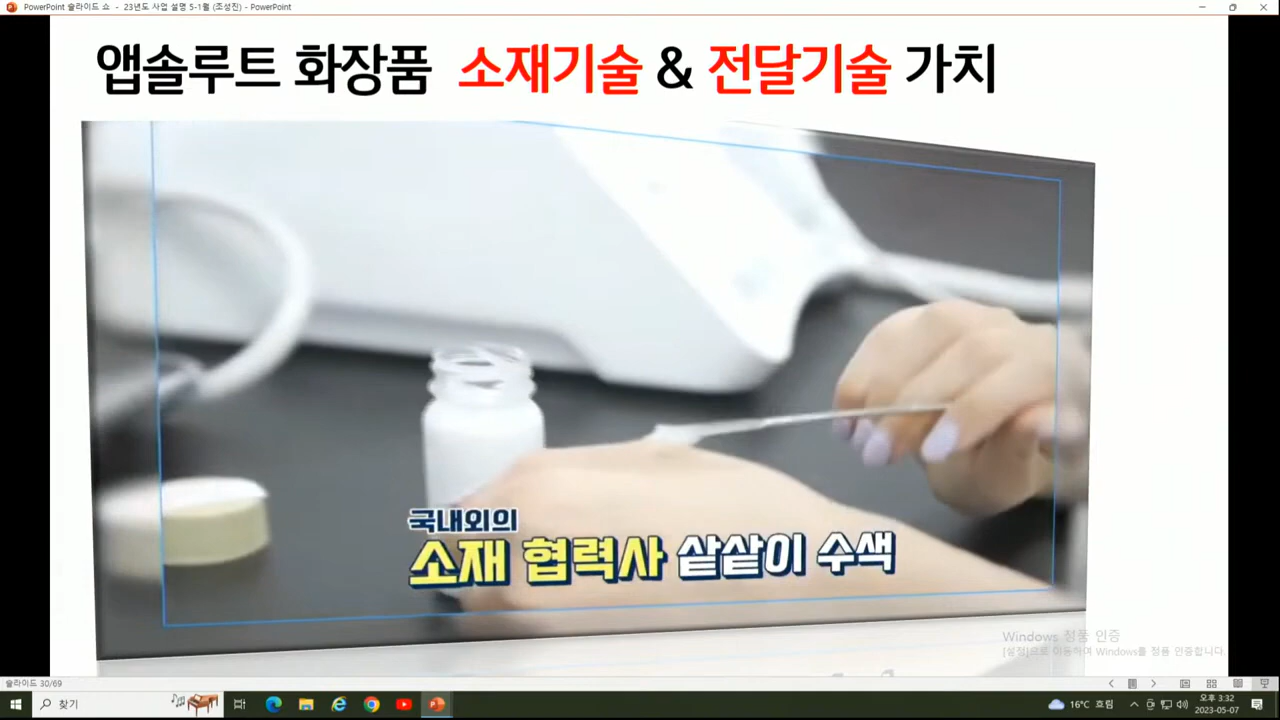 PowerPoint 슬라이드 쇼 - 23년도 사업 설명 5-1월 (조성진) - PowerPoint
앱솔루트 화장품 소재기술 & 전달기술 가치
국내외의
소재 협력사 샅샅이 수색
Windows 정품 인증
[설정]으로 이동하여 Windows를 정품 인증합니다.
슬라이드 30/69
찾기
16°C 흐림
오후 3:32
2023-05-07